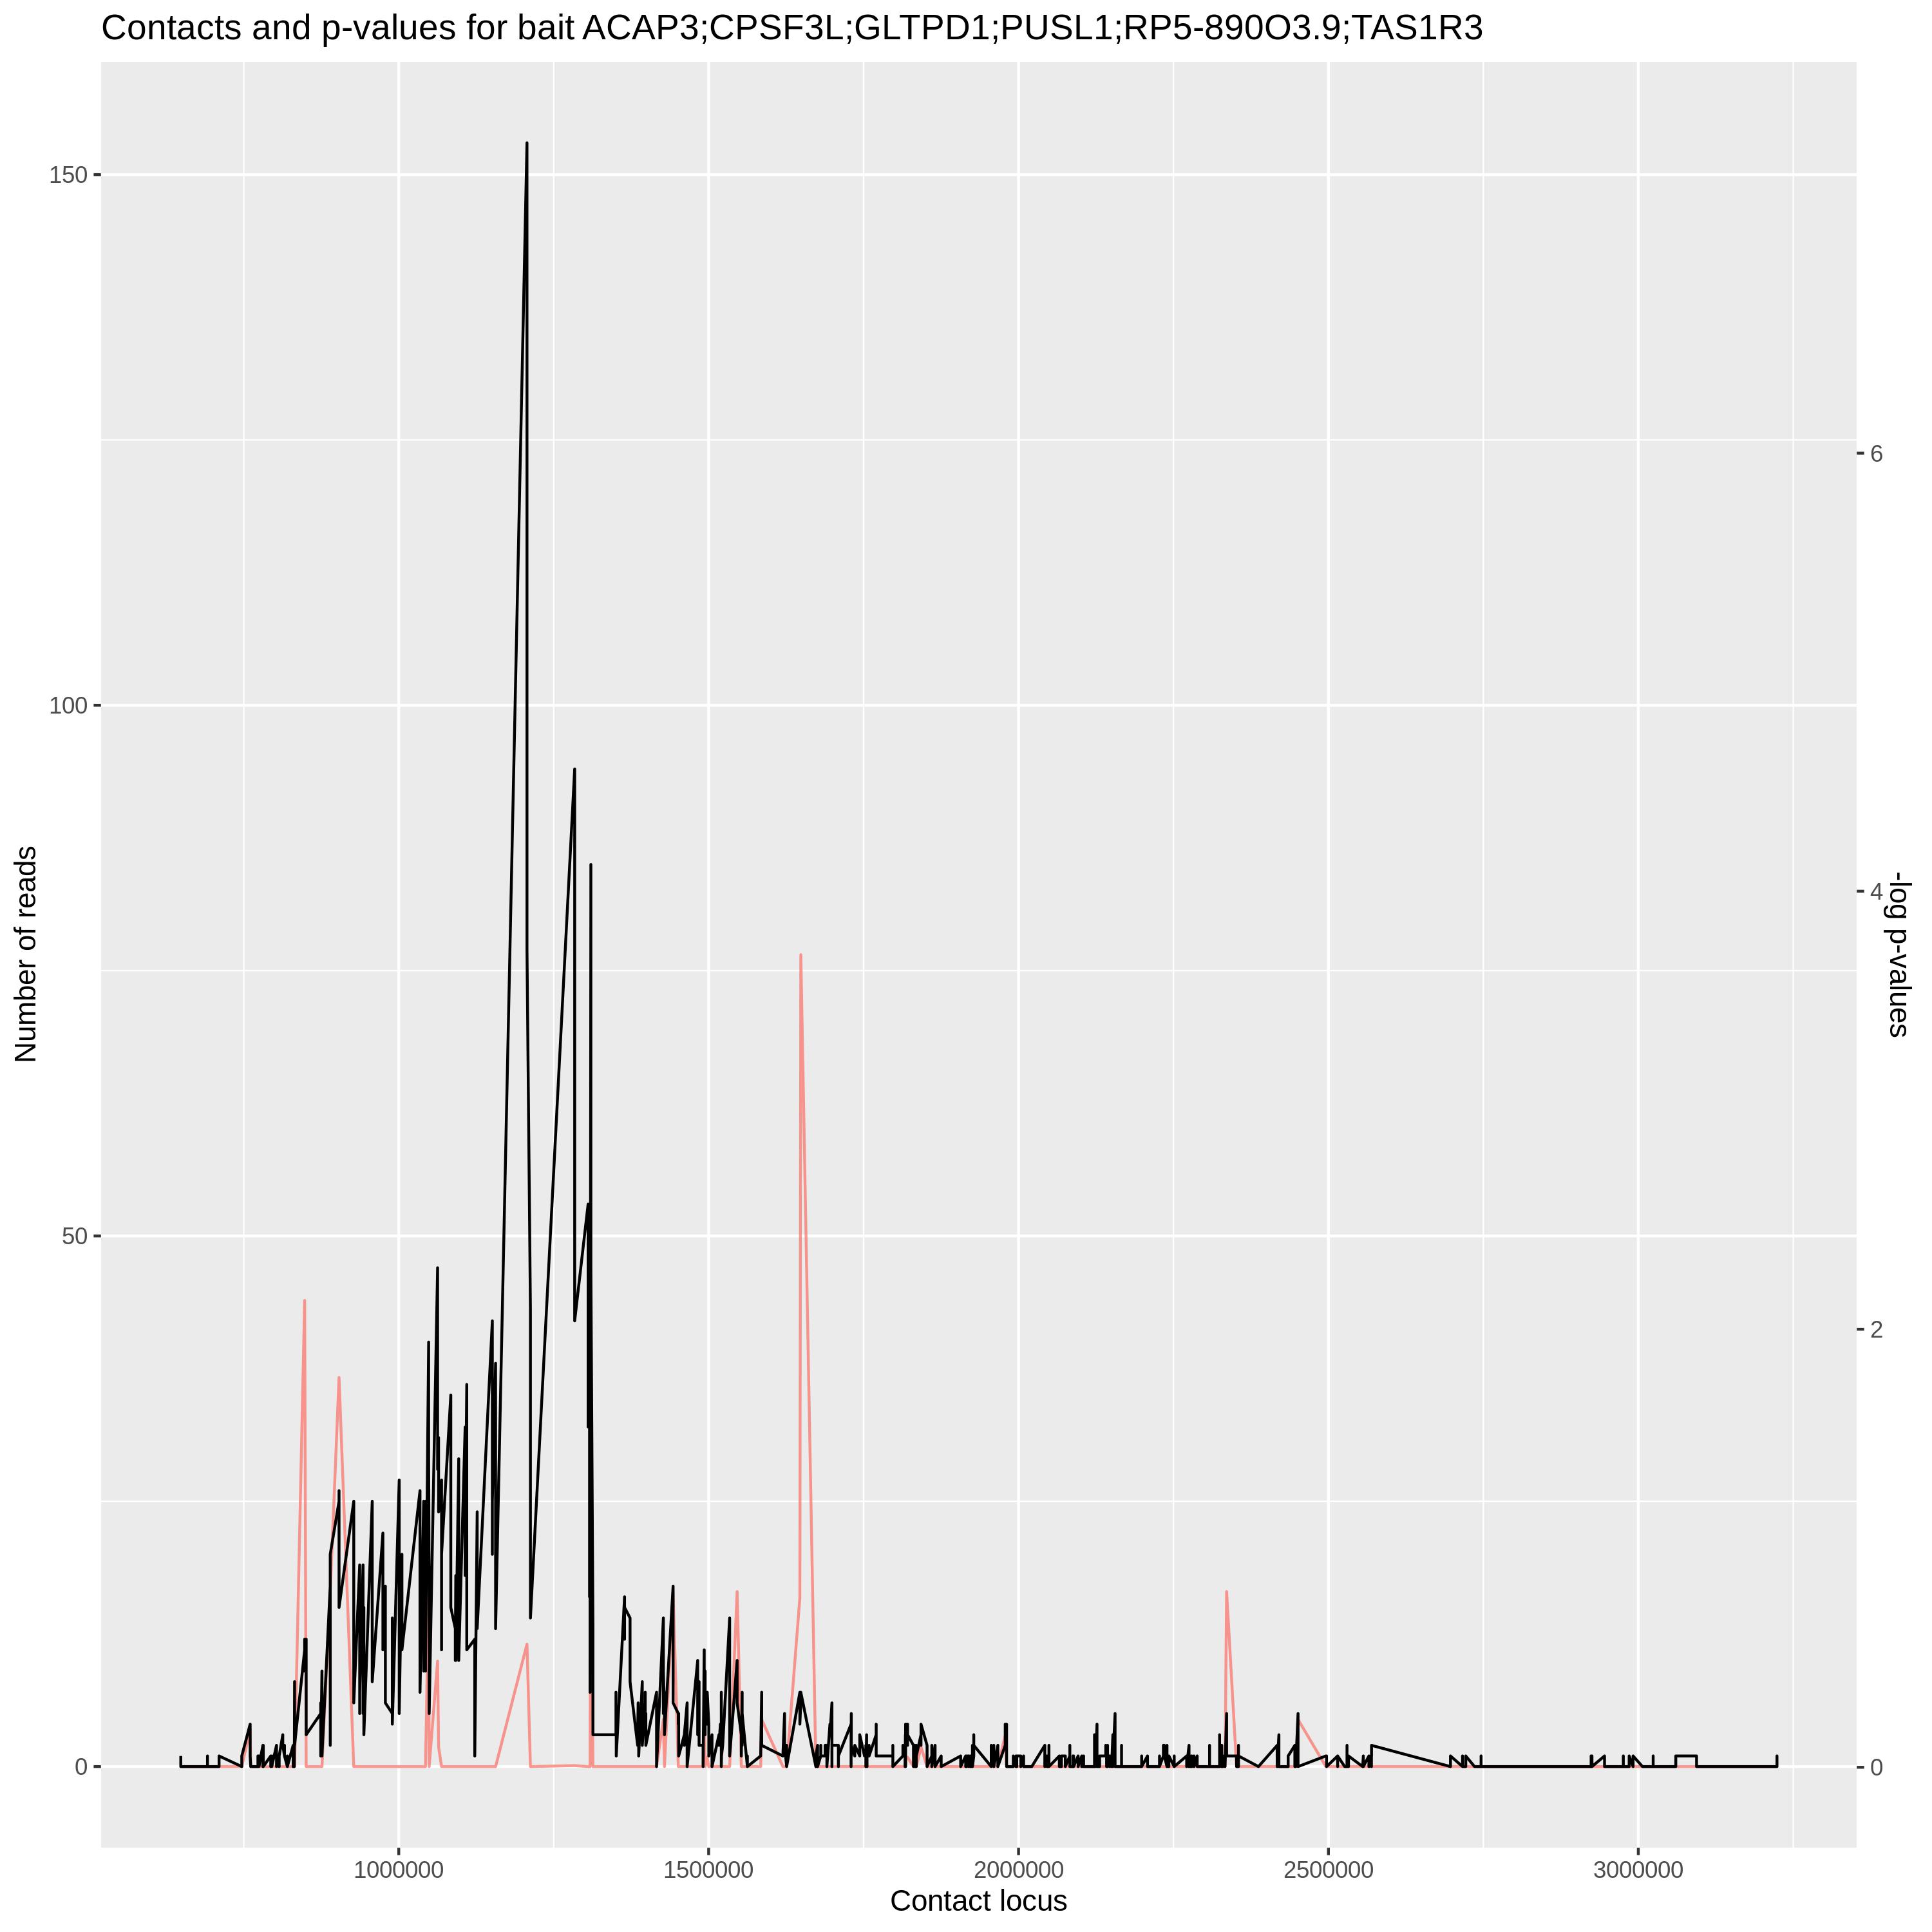 Contacts and p-values for bait ACAP3;CPSF3L;GLTPD1;PUSL1;RP5-890O3.9;TAS1R3
150
100
50
0
Number of reads
6
4
2
0
-log p-values
1000000 1500000 2000000 2500000 3000000
Contact locus